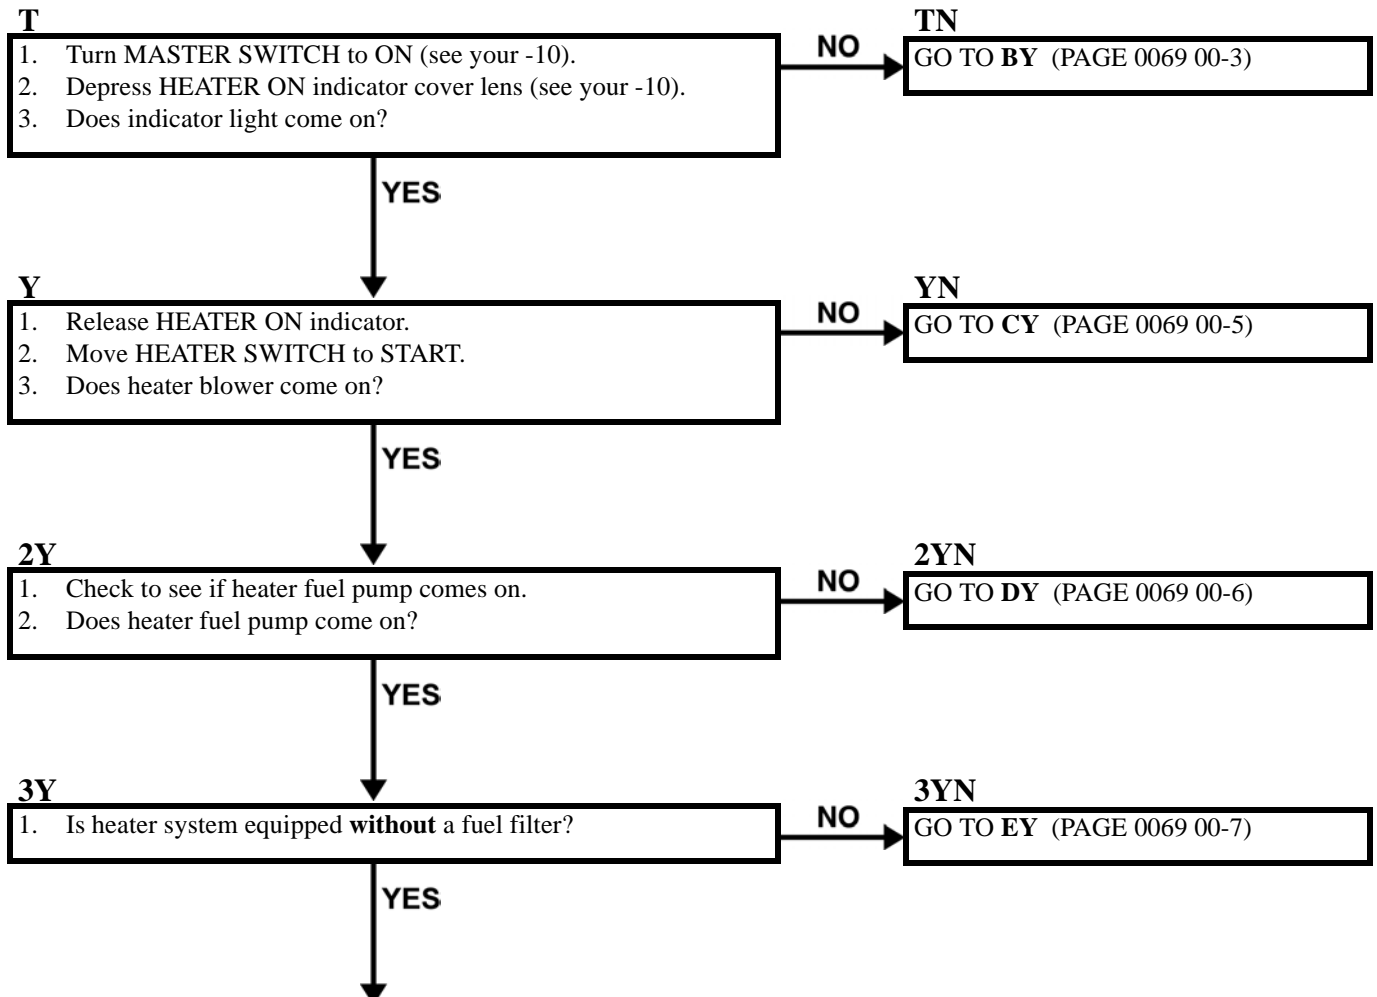 T
1. Turn MASTER SWITCH to ON (see your -10).
2. Depress HEATER ON indicator cover lens (see your -10).
3. Does indicator light come on?
NO
TN
GO TO BY (PAGE 0069 00-3)
YES
Y
1. Release HEATER ON indicator.
2. Move HEATER SWITCH to START.
3. Does heater blower come on?
NO
YN
GO TO CY (PAGE 0069 00-5)
YES
2Y
1. Check to see if heater fuel pump comes on.
2. Does heater fuel pump come on?
NO
2YN
GO TO DY (PAGE 0069 00-6)
YES
3Y
1. Is heater system equipped without a fuel filter?
NO
3YN
GO TO EY (PAGE 0069 00-7)
YES